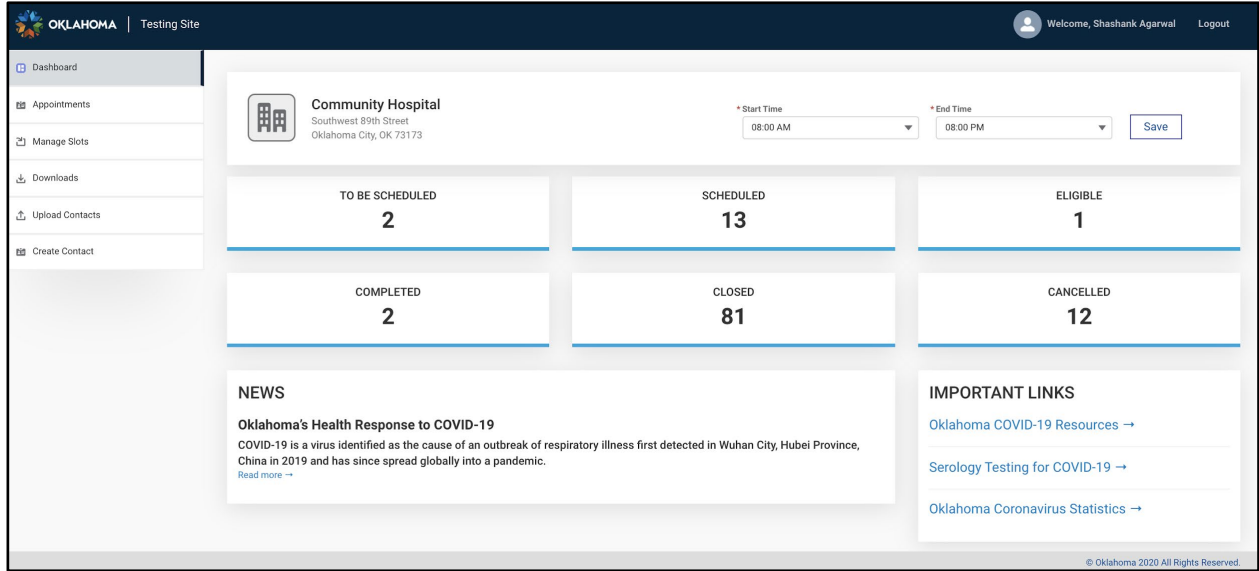 OKLAHOMA | Testing Site
Welcome, Shashank Agarwal
Logout
Dashboard
Appointments
Manage Slots
Downloads
Upload Contacts
Create Contact
Community Hospital
Southwest 89th Street
Oklahoma City, OK 73173
* Start Time
08:00 AM
* End Time
08:00 PM
Save
TO BE SCHEDULED
2
SCHEDULED
13
ELIGIBLE
1
COMPLETED
2
CLOSED
81
CANCELLED
12
NEWS
Oklahoma's Health Response to COVID-19
COVID-19 is a virus identified as the cause of an outbreak of respiratory illness first detected in Wuhan City, Hubei Province,
China in 2019 and has since spread globally into a pandemic.
Read more →
IMPORTANT LINKS
Oklahoma COVID-19 Resources →
Serology Testing for COVID-19 →
Oklahoma Coronavirus Statistics →
© Oklahoma 2020 All Rights Reserved.